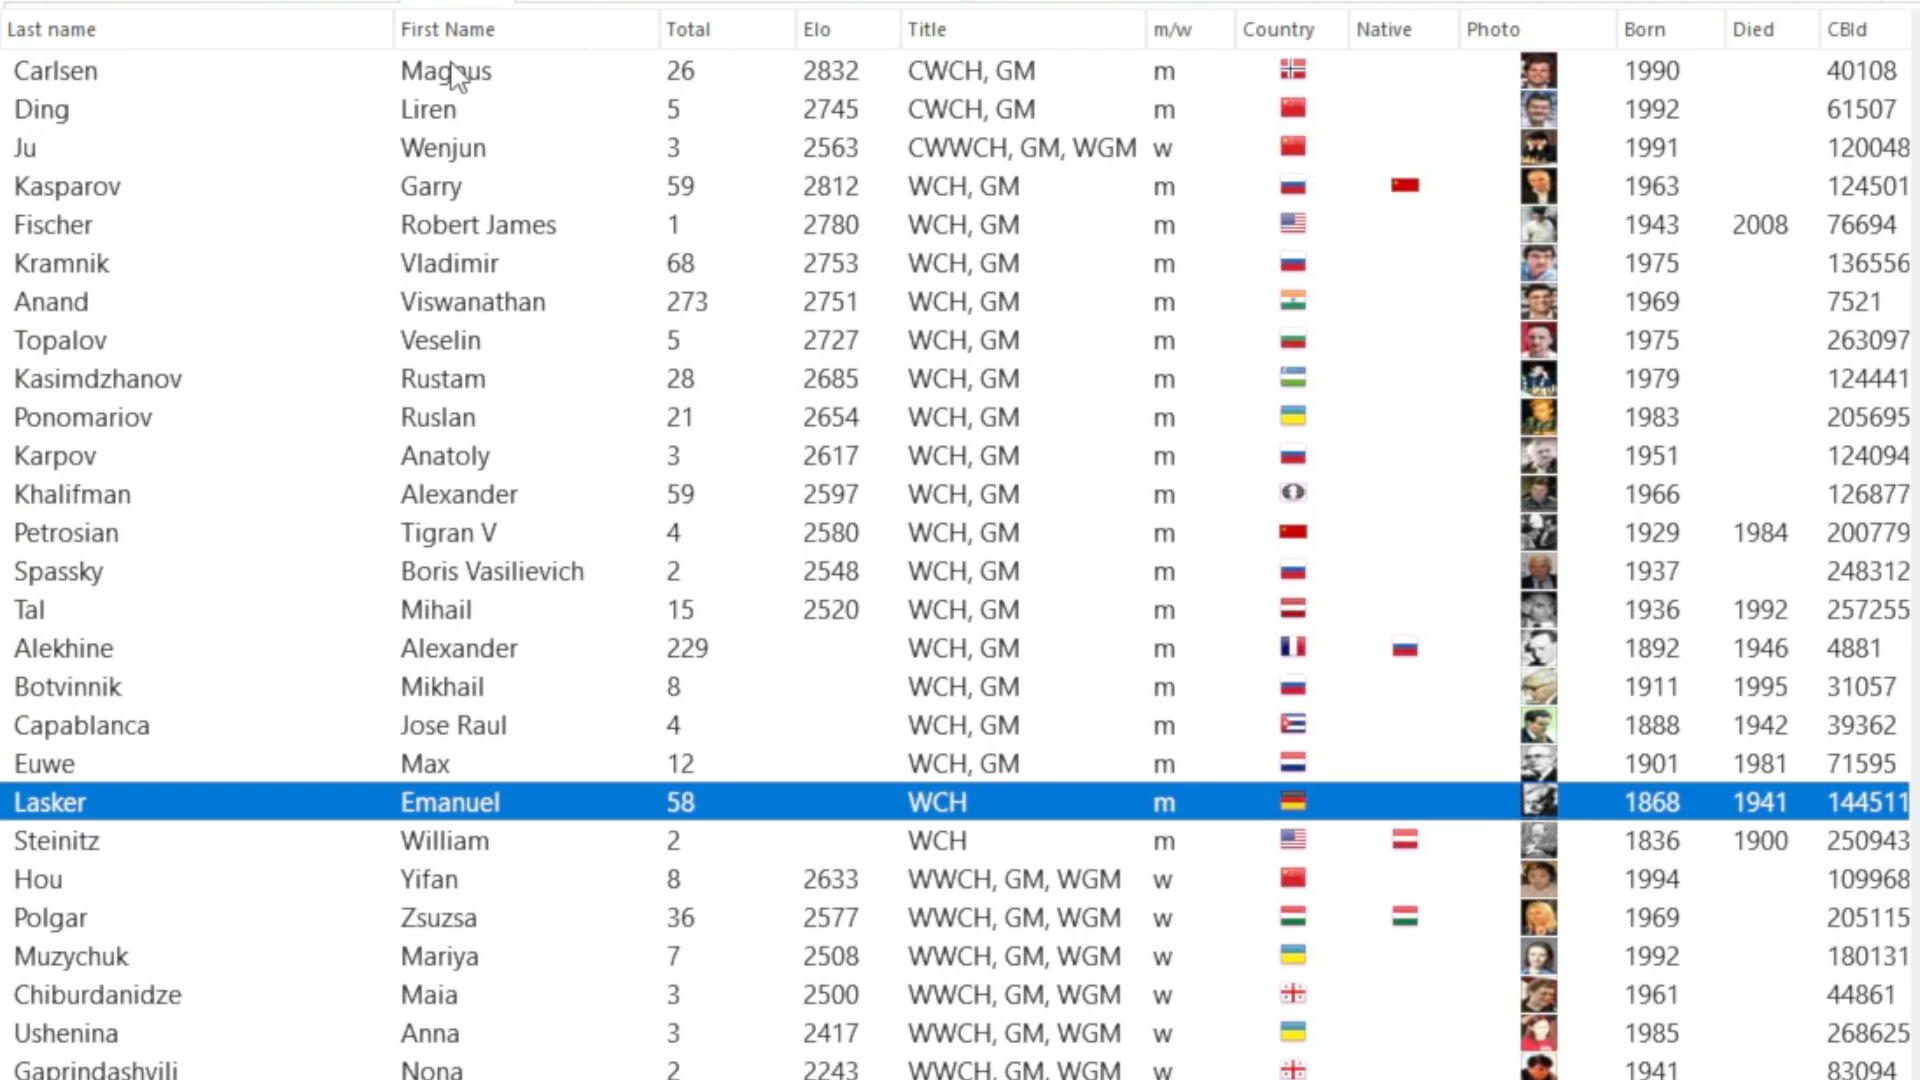 Last name First Name Total Elo Title m/w Country Native Photo Born Died CBId
Carlsen Magnus 26 2832 CWCH, GM m 1990 40108
Ding Liren 5 2745 CWCH, GM m 1992 61507
Ju Wenjun 3 2563 CWWCH, GM, WGM w 1991 120048
Kasparov Garry 59 2812 WCH, GM m 1963 124501
Fischer Robert James 1 2780 WCH, GM m 1943 2008 76694
Kramnik Vladimir 68 2753 WCH, GM m 1975 136556
Anand Viswanathan 273 2751 WCH, GM m 1969 7521
Topalov Veselin 5 2727 WCH, GM m 1975 263097
Kasimdzhanov Rustam 28 2685 WCH, GM m 1979 124441
Ponomariov Ruslan 21 2654 WCH, GM m 1983 205695
Karpov Anatoly 3 2617 WCH, GM m 1951 124094
Khalifman Alexander 59 2597 WCH, GM m 1966 126877
Petrosian Tigran V 4 2580 WCH, GM m 1929 1984 200779
Spassky Boris Vasilievich 2 2548 WCH, GM m 1937 248312
Tal Mihail 15 2520 WCH, GM m 1936 1992 257255
Alekhine Alexander 229 WCH, GM m 1892 1946 4881
Botvinnik Mikhail 8 WCH, GM m 1911 1995 31057
Capablanca Jose Raul 4 WCH, GM m 1888 1942 39362
Euwe Max 12 WCH, GM m 1901 1981 71595
Lasker Emanuel 58 WCH m 1868 1941 144511
Steinitz William 2 WCH m 1836 1900 250943
Hou Yifan 8 2633 WWCH, GM, WGM w 1994 109968
Polgar Zsuzsa 36 2577 WWCH, GM, WGM w 1969 205115
Muzychuk Mariya 7 2508 WWCH, GM, WGM w 1992 180131
Chiburdanidze Maia 3 2500 WWCH, GM, WGM w 1961 44861
Ushenina Anna 3 2417 WWCH, GM, WGM w 1985 268625
Gaprindashvili Nona 2 2243 WWCH, GM, WGM w 1941 83094